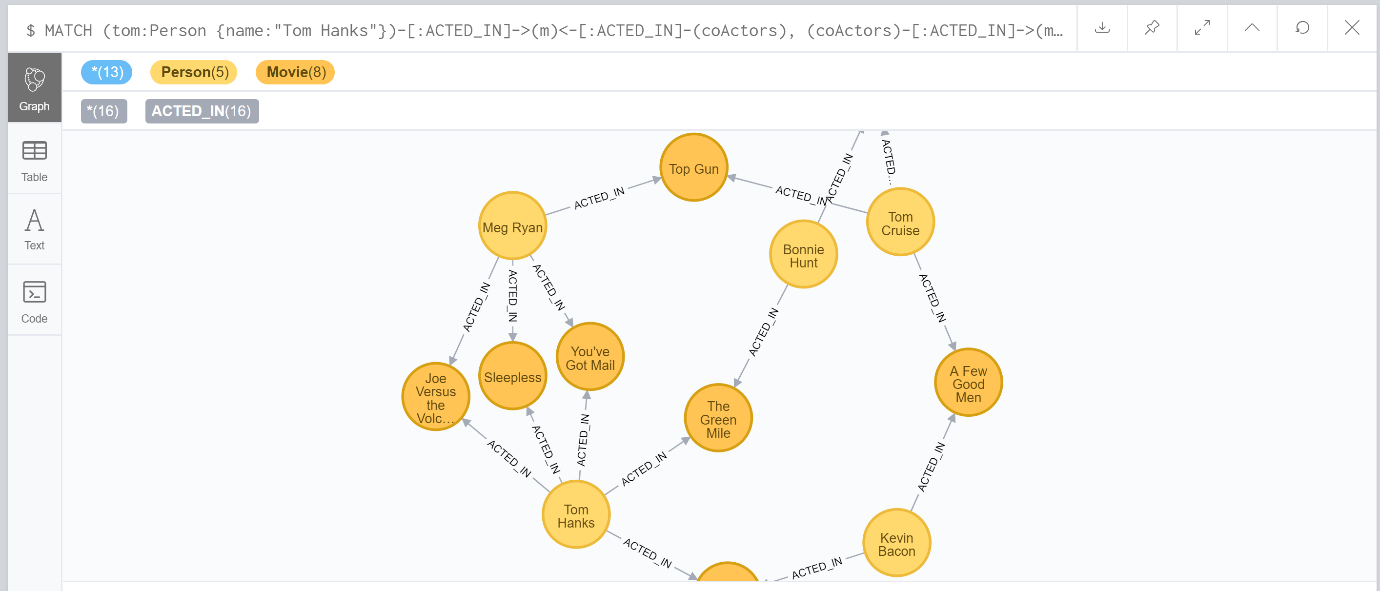 $ MATCH (tom:Person {name:"Tom Hanks"})-[:ACTED_IN]->(m)<-[:ACTED_IN]-(coActors), (coActors)-[:ACTED_IN]->(m…
Graph
*(13) Person(5) Movie(8)
*(16) ACTED_IN(16)
Table
Text
Code
Top Gun
ACTED_IN
ACTED…
Meg Ryan
ACTED_IN
ACTED_IN
Tom
Cruise
Bonnie
Hunt
ACTED_IN
ACTED_IN
ACTED_IN
ACTED_IN
ACTED_IN
You've
Got Mail
Sleepless
Joe
Versus
the
Volc…
The
Green
Mile
A Few
Good
Men
ACTED_IN
ACTED_IN
ACTED_IN
ACTED_IN
ACTED_IN
Tom
Hanks
Kevin
Bacon
ACTED_IN
ACTED_IN